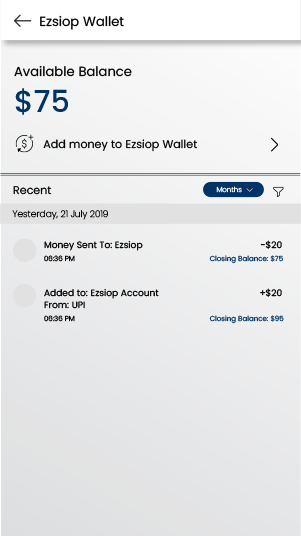 Ezsiop Wallet
Available Balance
$75
$ Add money to Ezsiop Wallet
Recent
Months
Yesterday, 21 July 2019
Money Sent To: Ezsiop
-$20
06:36 PM
Closing Balance: $75
Added to: Ezsiop Account
+$20
From: UPI
06:36 PM
Closing Balance: $95